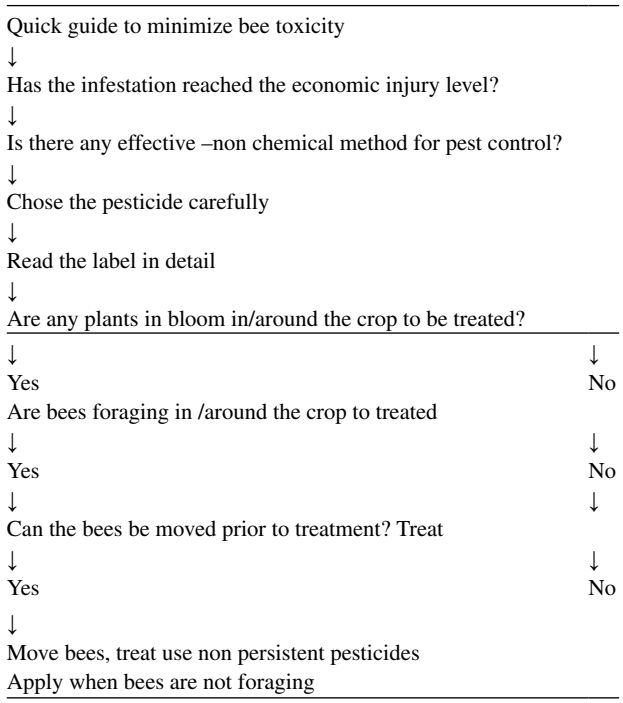 Quick guide to minimize bee toxicity
↓
Has the infestation reached the economic injury level?
↓
Is there any effective –non chemical method for pest control?
↓
Chose the pesticide carefully
↓
Read the label in detail
↓
Are any plants in bloom in/around the crop to be treated?
↓ ↓
Yes No
Are bees foraging in /around the crop to treated
↓ ↓
Yes No
↓ ↓
Can the bees be moved prior to treatment? Treat
↓ ↓
Yes No
↓
Move bees, treat use non persistent pesticides
Apply when bees are not foraging